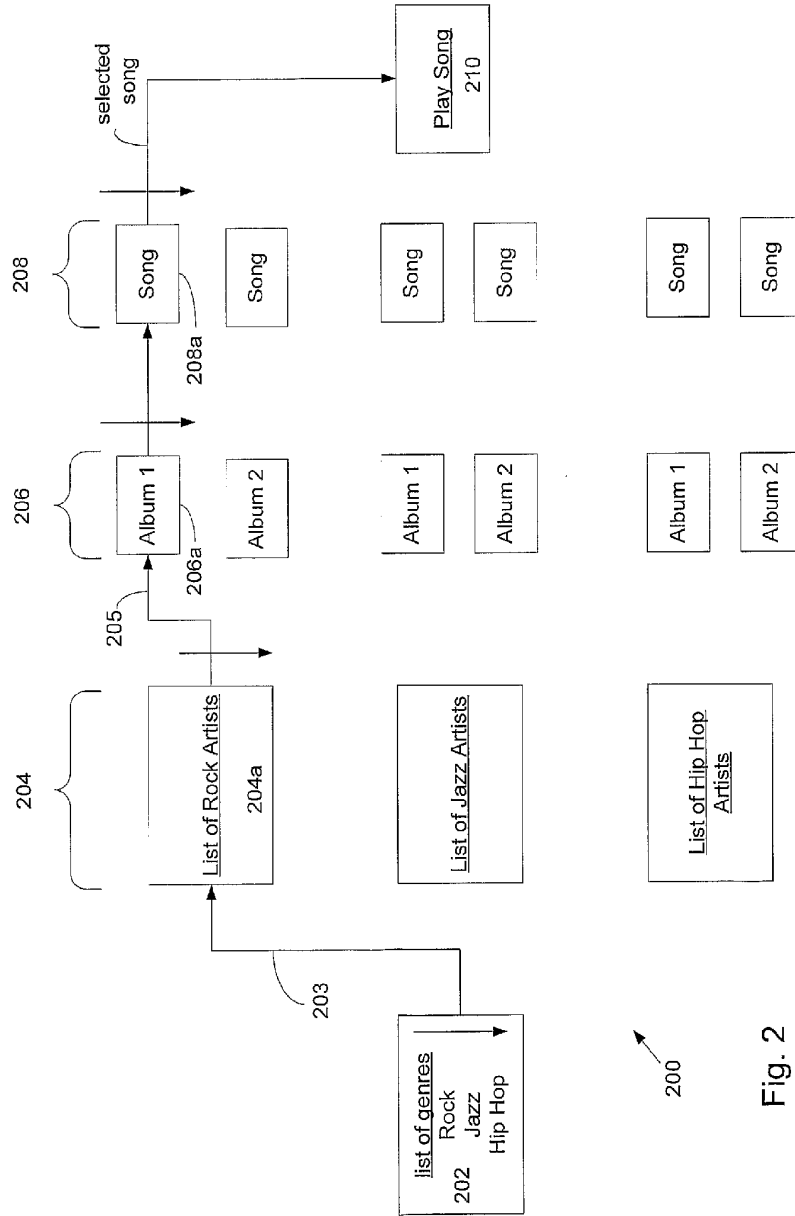 204
206
208
selected
song
205
List of Rock Artists
204a
Album 1
206a
Song
208a
Album 2
Song
203
list of genres
Rock
Jazz
Hip Hop
202
List of Jazz Artists
Album 1
Album 2
Song
Song
Play Song
210
List of Hip Hop
Artists
Album 1
Album 2
Song
Song
200
Fig. 2